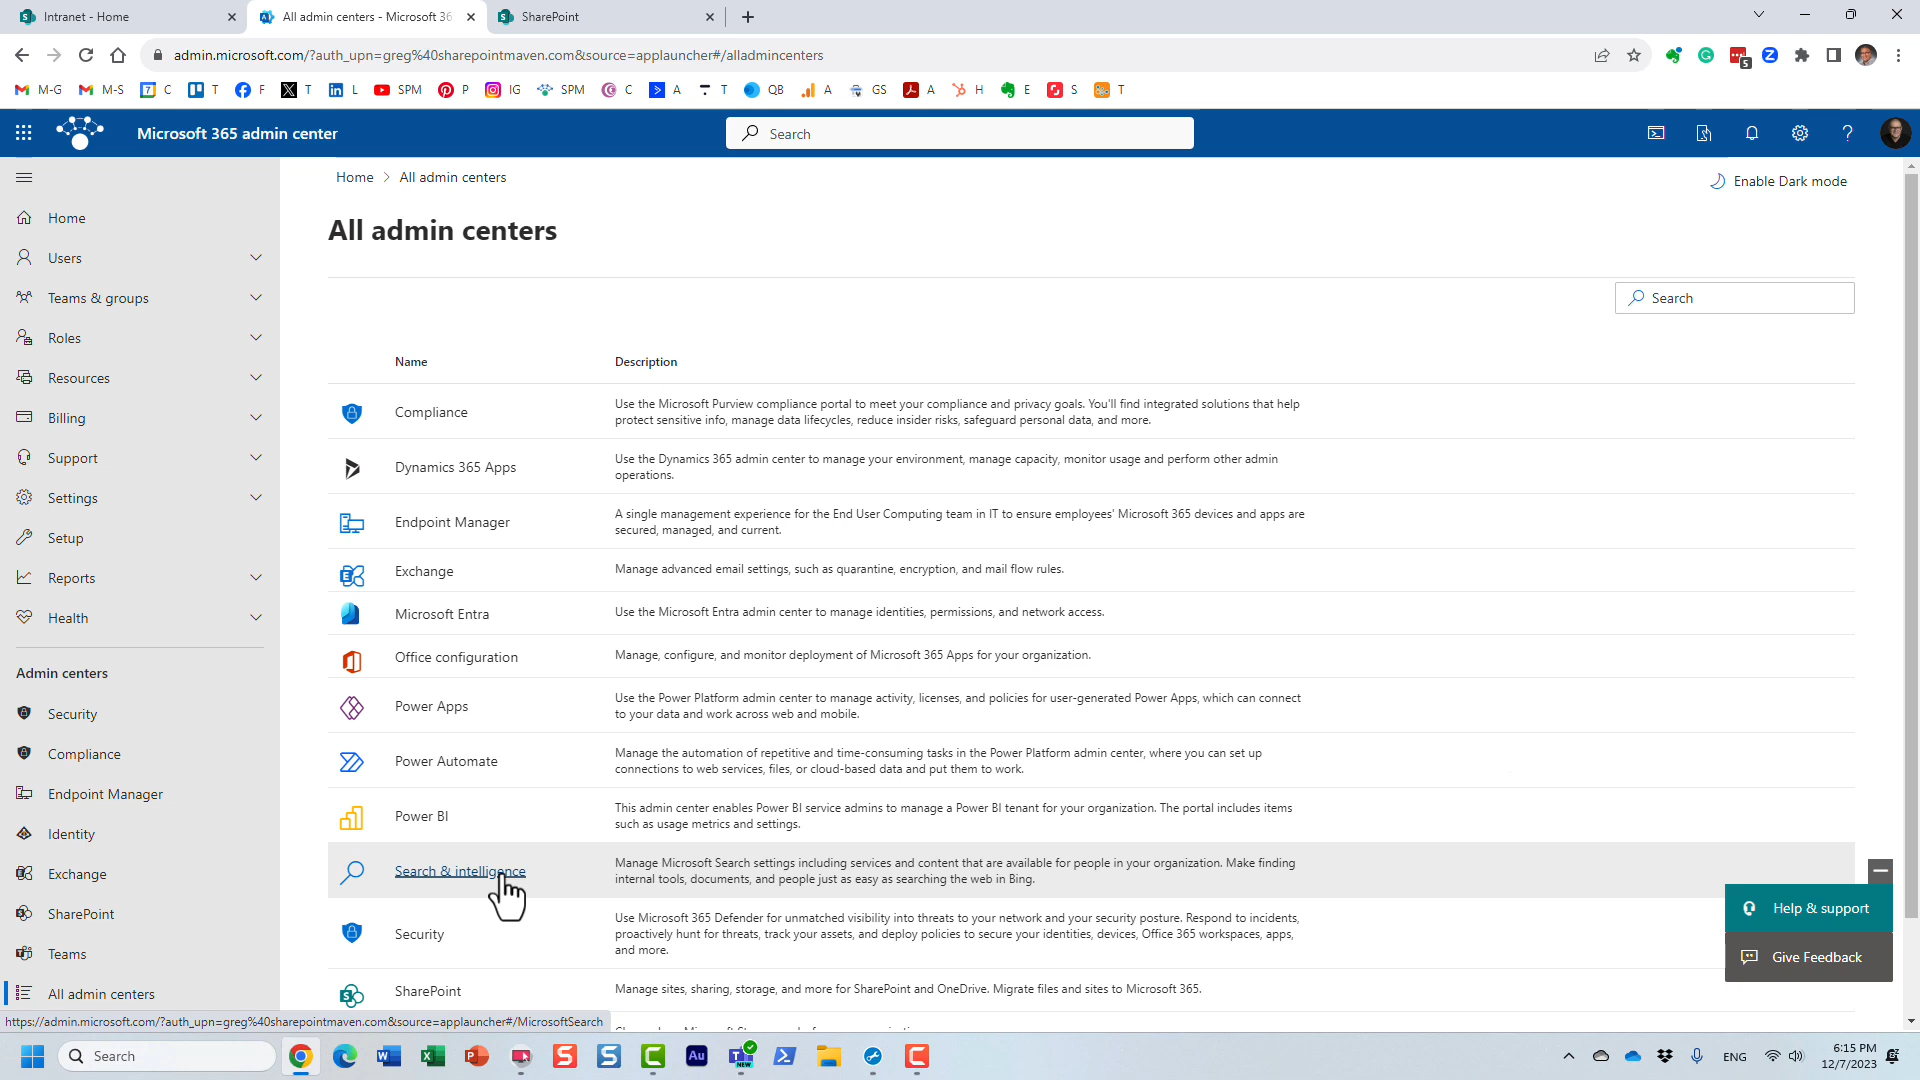 Intranet - Home
All admin centers - Microsoft 36
SharePoint
admin.microsoft.com/?auth_upn=greg%40sharepointmaven.com&source=applauncher#/alladmincenters
5
M-G
M-S
7
C
T
F
T
L
SPM
P
IG
SPM
C
A
T
QB
A
GS
A
H
E
S
T
Microsoft 365 admin center
Search
Home > All admin centers
Enable Dark mode
All admin centers
Search
Home
Users
Teams & groups
Roles
Resources
Billing
Support
Settings
Setup
Reports
Health
Admin centers
Security
Compliance
Endpoint Manager
Identity
Exchange
SharePoint
Teams
All admin centers
Name
Description
Compliance
Use the Microsoft Purview compliance portal to meet your compliance and privacy goals. You'll find integrated solutions that help
protect sensitive info, manage data lifecycles, reduce insider risks, safeguard personal data, and more.
Dynamics 365 Apps
Use the Dynamics 365 admin center to manage your environment, manage capacity, monitor usage and perform other admin
operations.
Endpoint Manager
A single management experience for the End User Computing team in IT to ensure employees' Microsoft 365 devices and apps are
secured, managed, and current.
Exchange
Manage advanced email settings, such as quarantine, encryption, and mail flow rules.
Microsoft Entra
Use the Microsoft Entra admin center to manage identities, permissions, and network access.
Office configuration
Manage, configure, and monitor deployment of Microsoft 365 Apps for your organization.
Power Apps
Use the Power Platform admin center to manage activity, licenses, and policies for user-generated Power Apps, which can connect
to your data and work across web and mobile.
Power Automate
Manage the automation of repetitive and time-consuming tasks in the Power Platform admin center, where you can set up
connections to web services, files, or cloud-based data and put them to work.
Power BI
This admin center enables Power BI service admins to manage a Power BI tenant for your organization. The portal includes items
such as usage metrics and settings.
Search & intelligence
Manage Microsoft Search settings including services and content that are available for people in your organization. Make finding
internal tools, documents, and people just as easy as searching the web in Bing.
Security
Use Microsoft 365 Defender for unmatched visibility into threats to your network and your security posture. Respond to incidents,
proactively hunt for threats, track your assets, and deploy policies to secure your identities, devices, Office 365 workspaces, apps,
and more.
SharePoint
Manage sites, sharing, storage, and more for SharePoint and OneDrive. Migrate files and sites to Microsoft 365.
Help & support
Give Feedback
https://admin.microsoft.com/?auth_upn=greg%40sharepointmaven.com&source=applauncher#/MicrosoftSearch
Search
Au
NEW
ENG
6:15 PM
12/7/2023